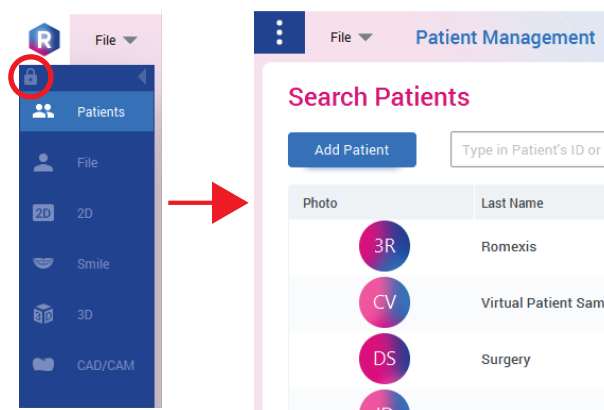 R
File
Patients
File
2D 2D
Smile
3D 3D
CAD/CAM
File Patient Management
Search Patients
Add Patient Type in Patient's ID or
Photo Last Name
3R Romexis
CV Virtual Patient Sam
DS Surgery